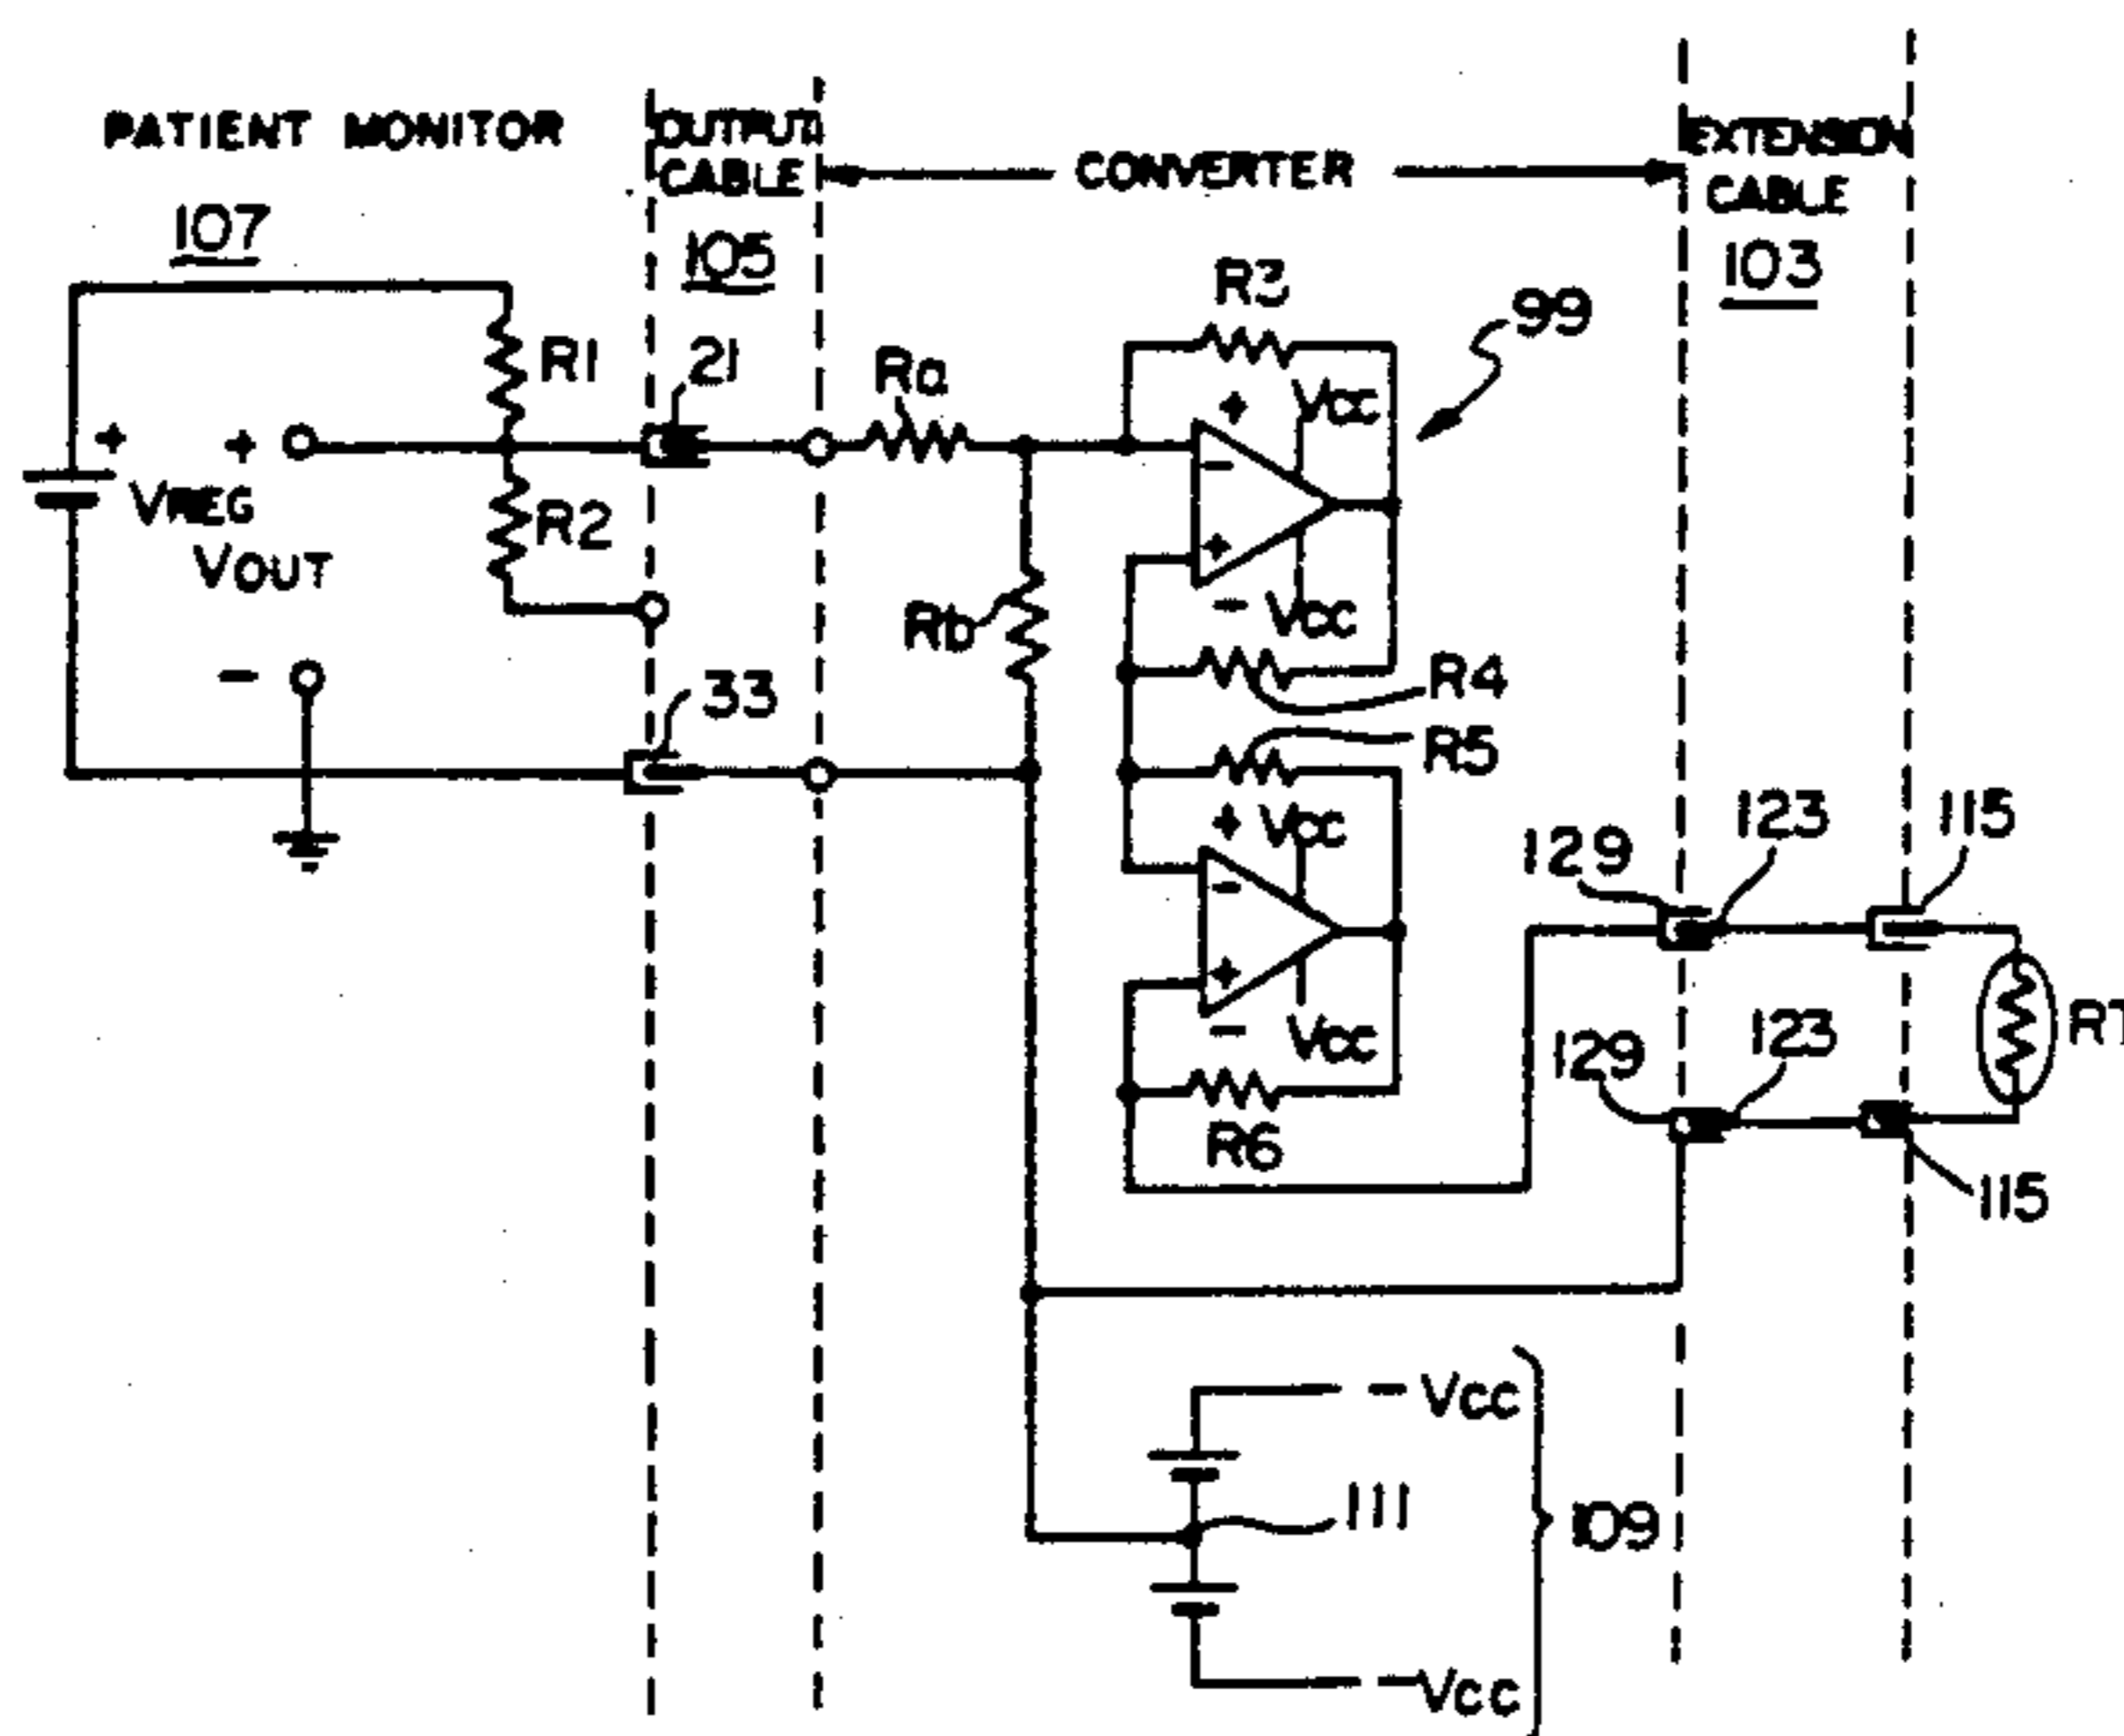 PATIENT MONITOR
OUTPUT
CABLE
CONVERTER
EXTENSION
CABLE
107
105
103
R3
99
R1
21
Ra
+ VCC
+
+
-
VREG
R2
VOUT
+
Rb
- VCC
-
33
R4
R5
+ VCC
129
123
115
-
+
- VCC
129
123
RT
R6
115
- VCC
111
109
-VCC